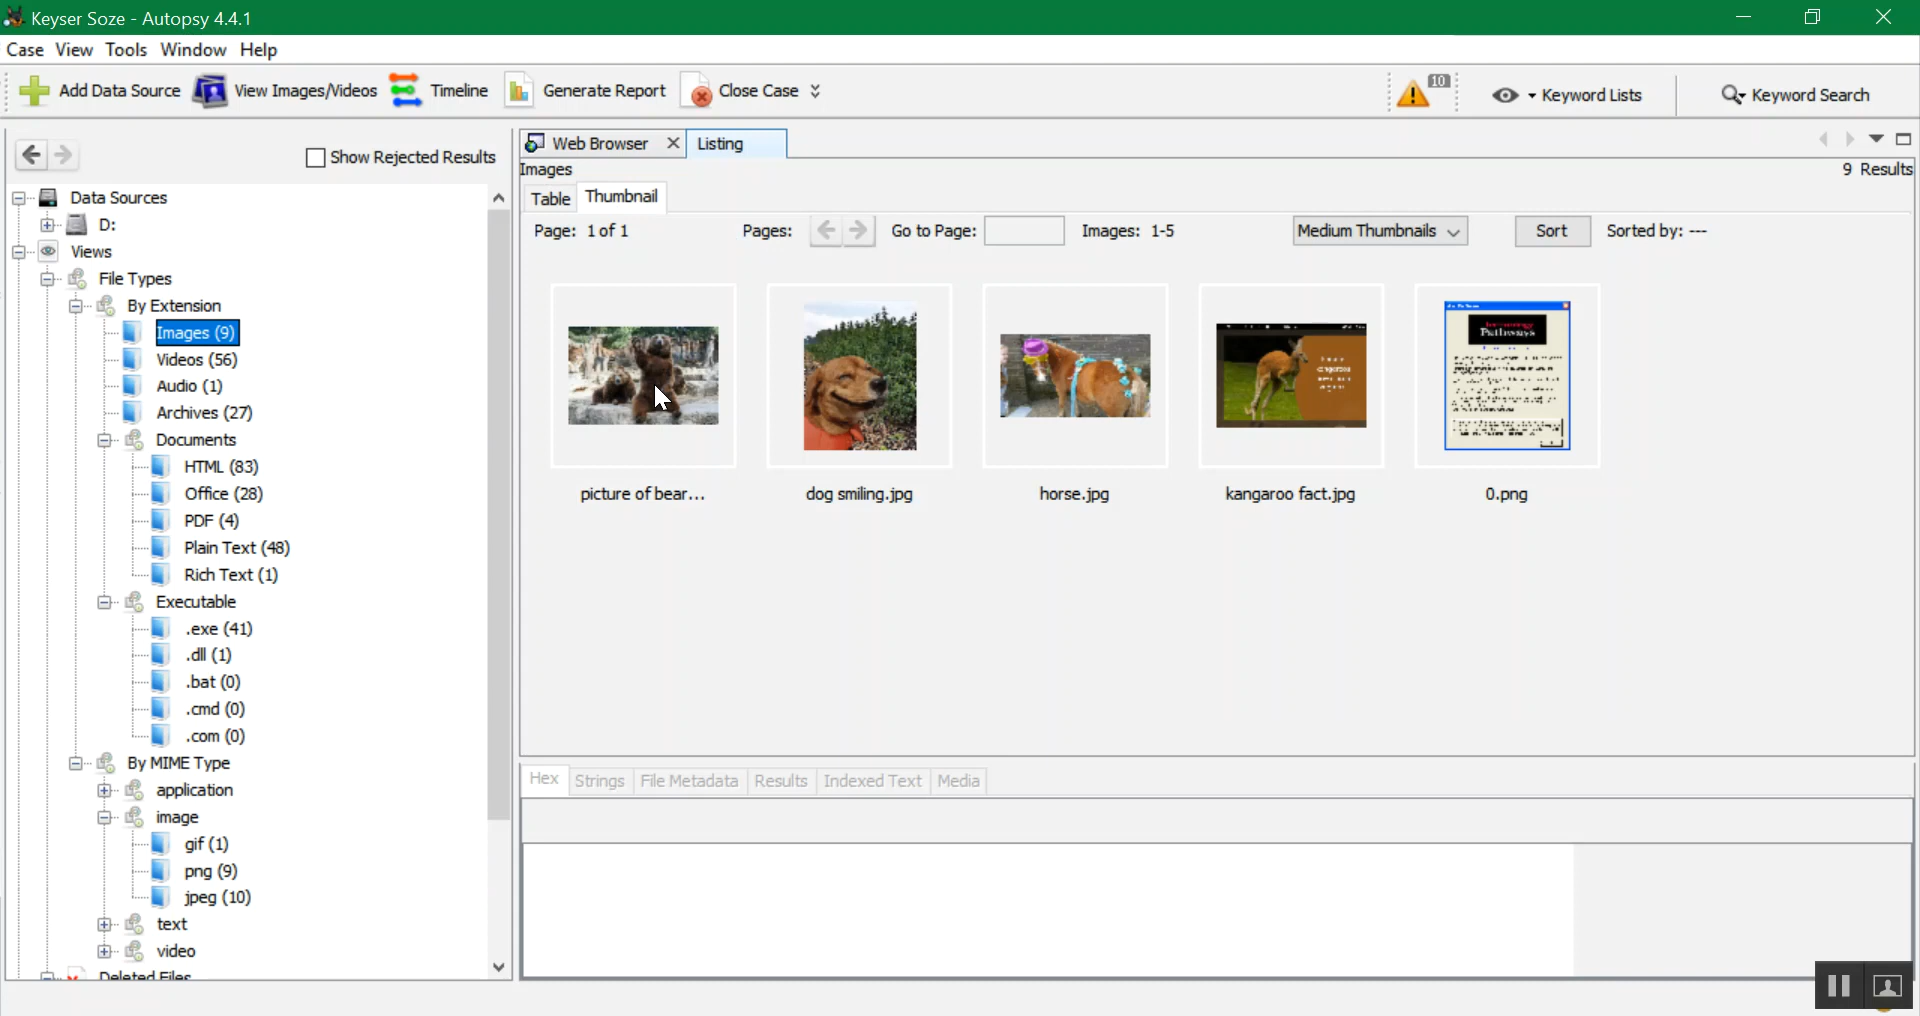 Keyser Soze - Autopsy 4.4.1
Case View Tools Window Help
Add Data Source View Images/Videos Timeline Generate Report Close Case 10 Keyword Lists Keyword Search
Show Rejected Results
Web Browser Listing
Images 9 Results
Table Thumbnail
Page: 1 of 1 Pages: Go to Page: Images: 1-5 Medium Thumbnails Sort Sorted by: ---
Data Sources
D:
Views
File Types
By Extension
Images (9)
Videos (56)
Audio (1)
Archives (27)
Documents
HTML (83)
Office (28)
PDF (4)
Plain Text (48)
Rich Text (1)
Executable
.exe (41)
.dll (1)
.bat (0)
.cmd (0)
.com (0)
By MIME Type
application
image
gif (1)
png (9)
jpeg (10)
text
video
Deleted Files
Pathways
picture of bear... dog smiling.jpg horse.jpg kangaroo fact.jpg 0.png
Hex Strings File Metadata Results Indexed Text Media